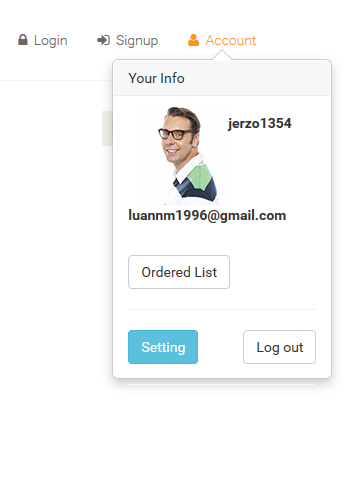 Login Signup Account
Your Info
jerzo1354
luannm1996@gmail.com
Ordered List
Setting Log out